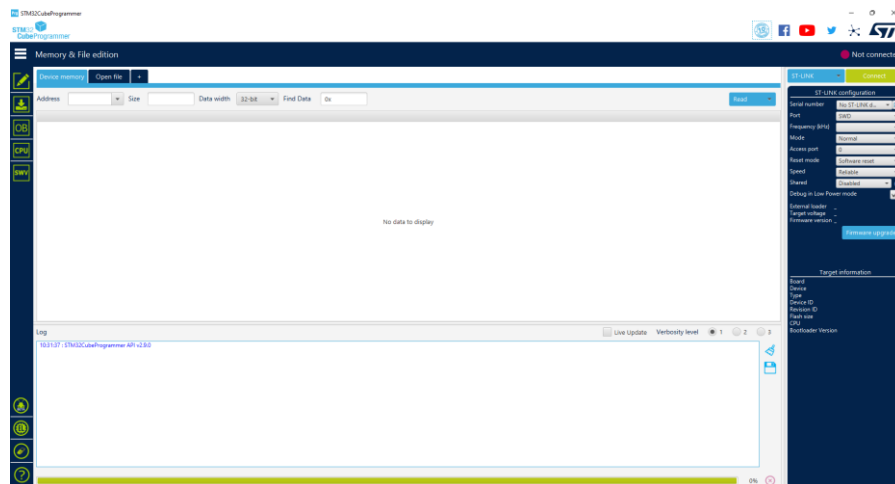 STM32CubeProgrammer
STM32
CubeProgrammer
Memory & File edition
Not connecte
Device memory Open file +
Address Size Data width 32-bit Find Data 0x Read
No data to display
Log
Live Update Verbosity level 1 2 3
10:31:37 : STM32CubeProgrammer API v2.9.0
0%
OB
CPU
SWV
ST-LINK Connect
ST-LINK configuration
Serial number No ST-LINK d...
Port SWD
Frequency (kHz)
Mode Normal
Access port 0
Reset mode Software reset
Speed Reliable
Shared Disabled
Debug in Low Power mode
External loader _
Target voltage _
Firmware version _
Firmware upgrade
Target information
Board
Device
Type
Device ID
Revision ID
Flash size
CPU
Bootloader Version